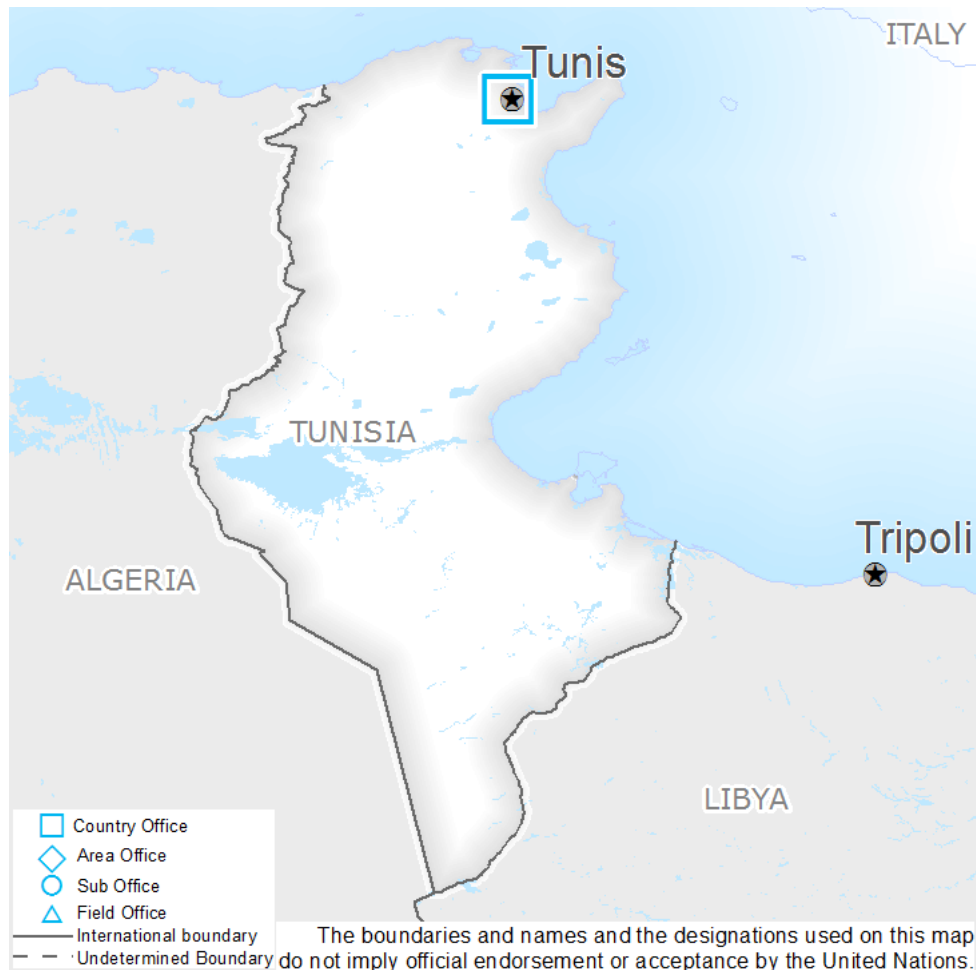 ITALY
Tunis
TUNISIA
Tripoli
ALGERIA
LIBYA
Country Office
Area Office
Sub Office
Field Office
International boundary
Undetermined Boundary
The boundaries and names and the designations used on this map
do not imply official endorsement or acceptance by the United Nations.